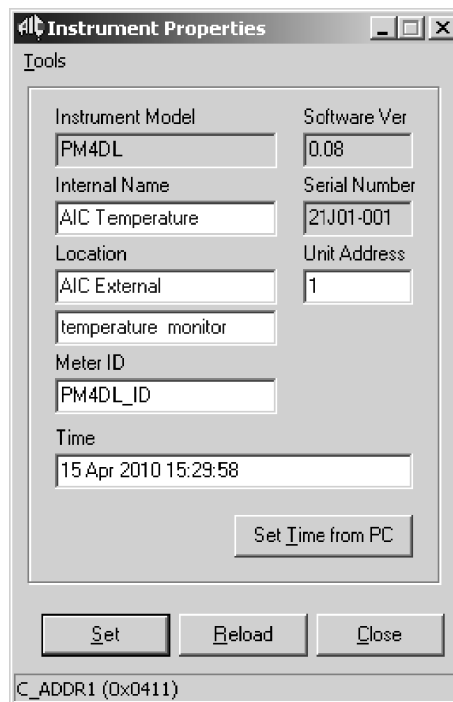 AIC Instrument Properties
Tools
Instrument Model Software Ver
PM4DL 0.08
Internal Name Serial Number
AIC Temperature 21J01-001
Location Unit Address
AIC External 1
temperature monitor
Meter ID
PM4DL_ID
Time
15 Apr 2010 15:29:58
Set Time from PC
Set Reload Close
C_ADDR1 (0x0411)